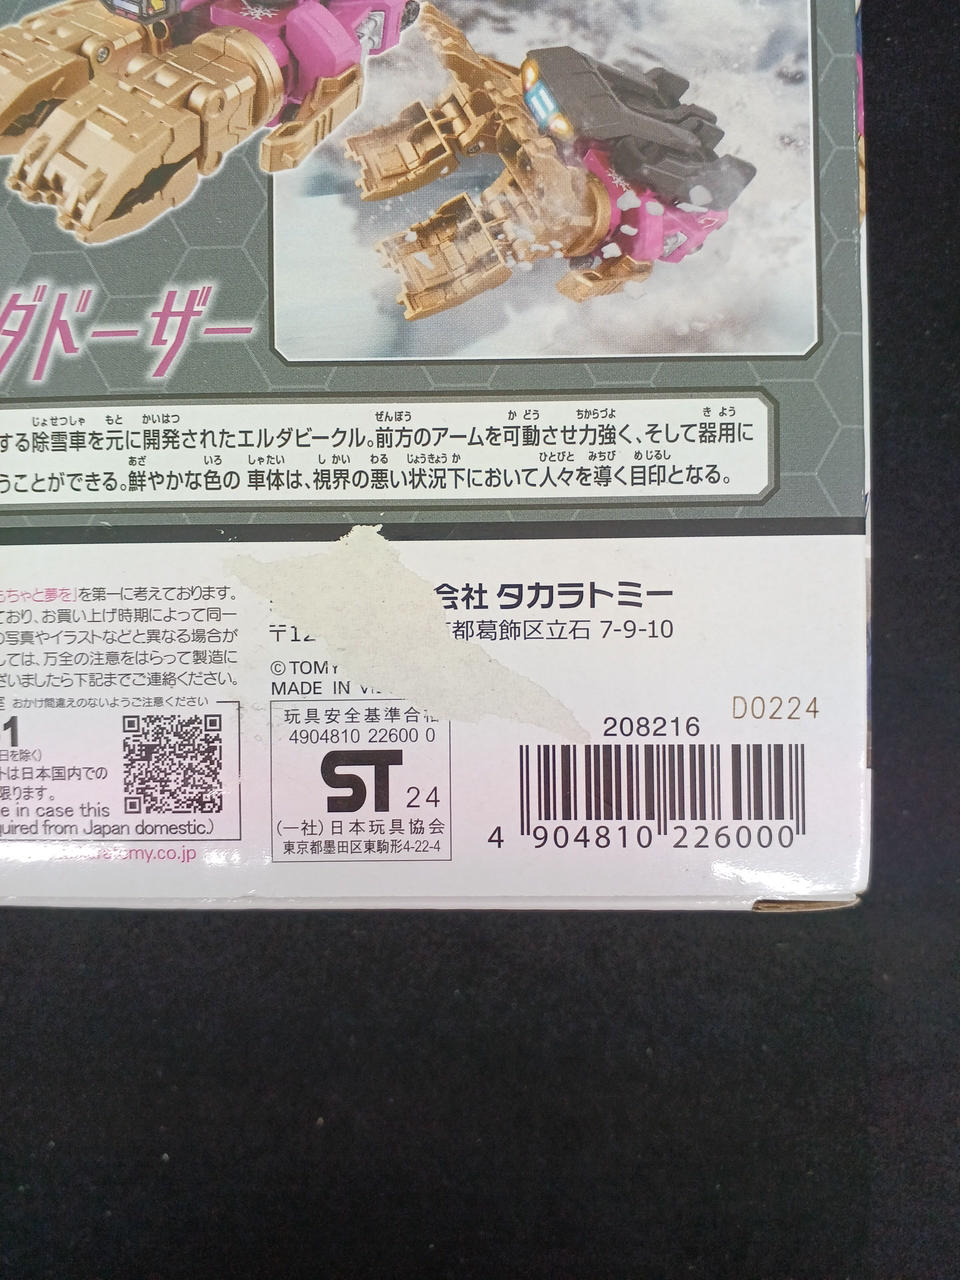 ダドーザー
じょせつしゃ もと かいはつ ぜんぽう かどう ちからづよ きよう
する除雪車を元に開発されたエルダビークル。前方のアームを可動させ力強く、そして器用に
あざ いろ しゃたい しかい わる じょうきょうか ひとびと みちび めじるし
うことができる。鮮やかな色の 車体は、視界の悪い状況下において人々を導く目印となる。
もちゃと夢を」を第一に考えております。
ており、お買い上げ時期によって同一
の写真やイラストなどと異なる場合が
しては、万全の注意をはらって製造に
ざいましたら下記までご連絡ください。
おかけ間違えのないようご注意ください
1
日を除く)
トは日本国内での
限ります。
e in case this
quired from Japan domestic.)
ratomy.co.jp
会社 タカラトミー
〒12 都葛飾区立石 7-9-10
© TOMY
MADE IN VI
玩具安全基準合格
4904810 22600 0
ST 24
(一社)日本玩具協会
東京都墨田区東駒形4-22-4
D0224
208216
4 904810 226000